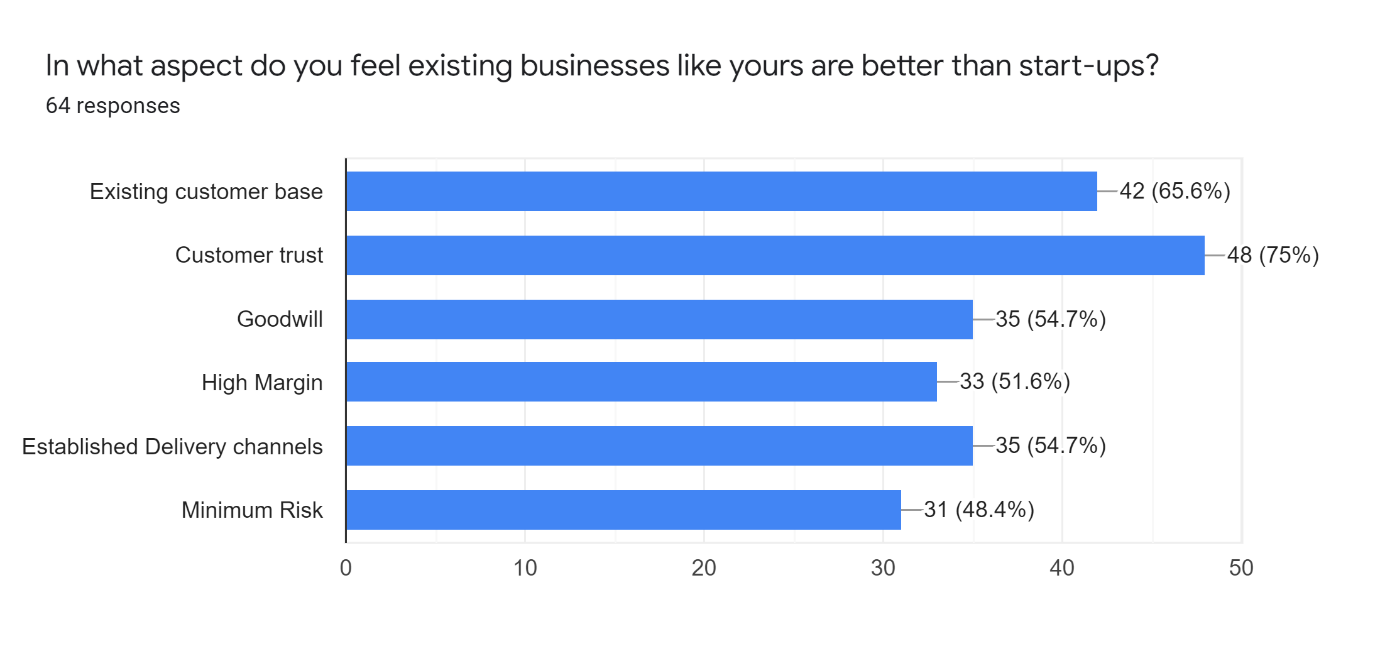 In what aspect do you feel existing businesses like yours are better than start-ups?
64 responses
Existing customer base 42 (65.6%)
Customer trust 48 (75%)
Goodwill 35 (54.7%)
High Margin 33 (51.6%)
Established Delivery channels 35 (54.7%)
Minimum Risk 31 (48.4%)
0 10 20 30 40 50